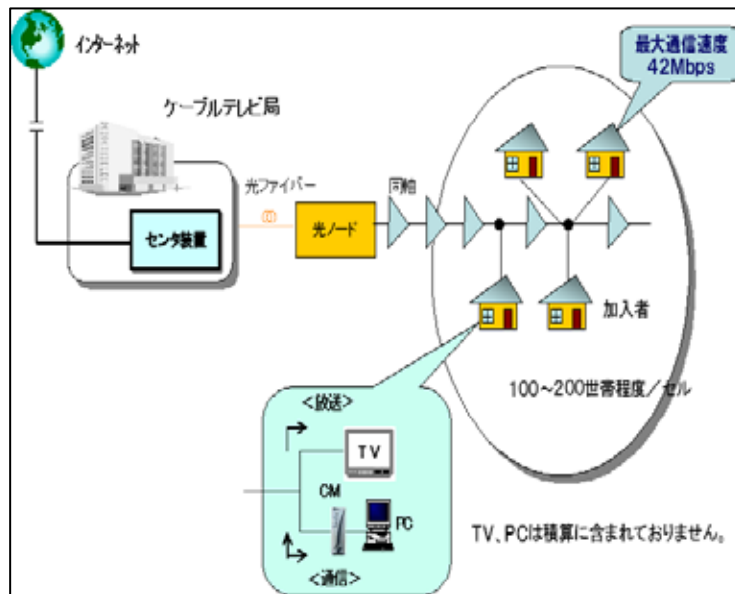 インターネット
最大通信速度
42Mbps
ケーブルテレビ局
光ファイバー
同軸
センタ装置
光ノード
加入者
100～200世帯程度／セル
<放送>
TV
CM
PC
<通信>
TV、PCは積算に含まれておりません。